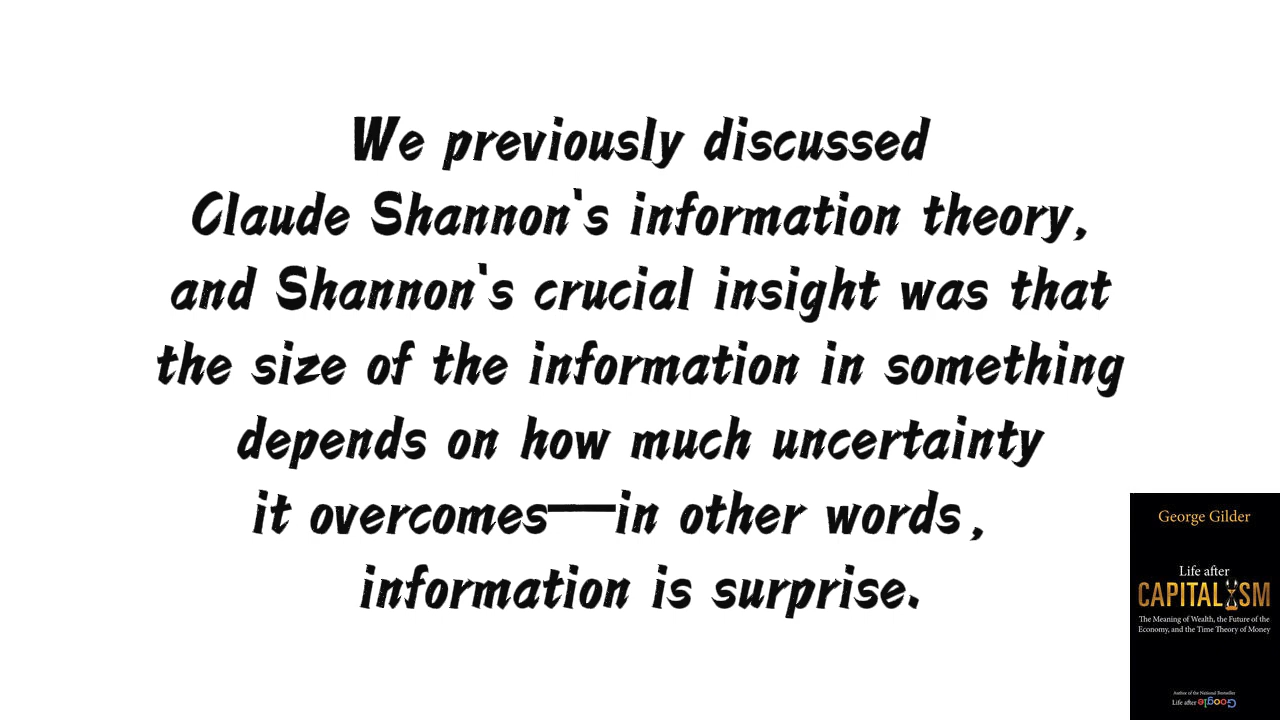 We previously discussed
Claude Shannon's information theory,
and Shannon's crucial insight was that
the size of the information in something
depends on how much uncertainty
it overcomes──in other words,
information is surprise.
George Gilder
Life after
CAPITALISM
The Meaning of Wealth, the Future of the
Economy, and the Time Theory of Money
Author of the National Bestseller
Life after Google